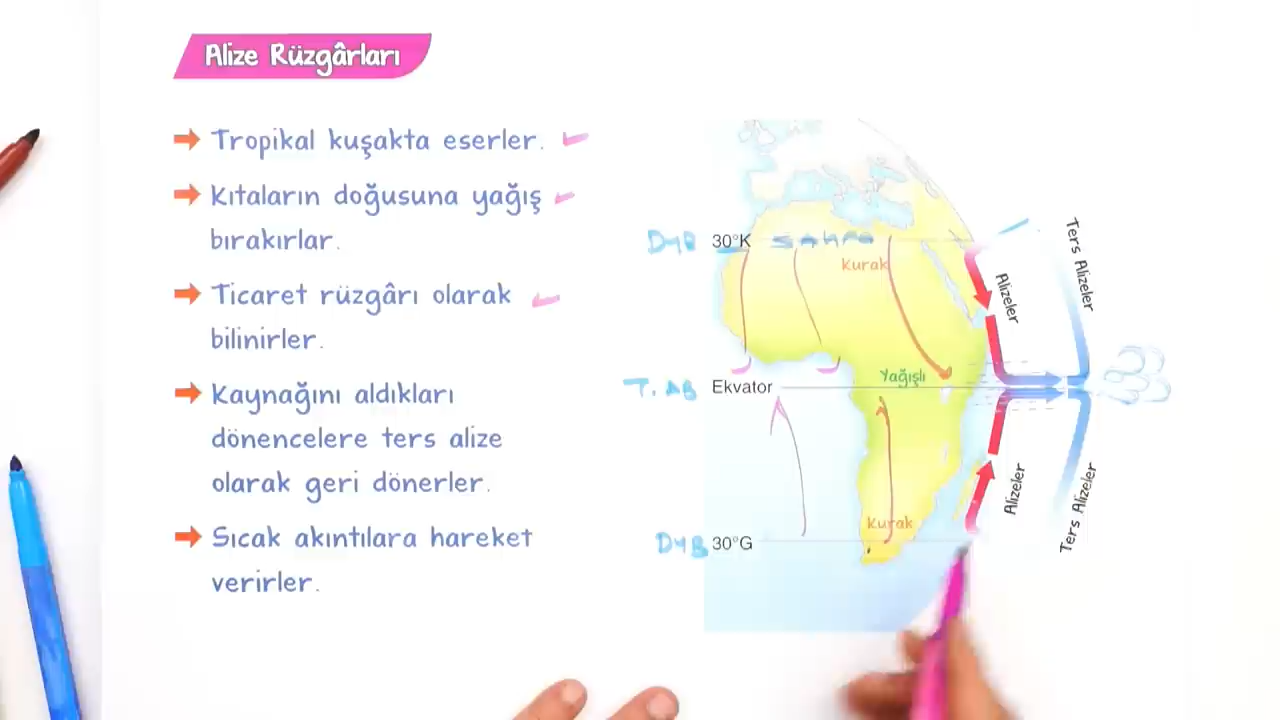 Alize Rüzgârları
Tropikal kuşakta eserler.
Kıtaların doğusuna yağış
bırakırlar.
Ticaret rüzgârı olarak
bilinirler.
Kaynağını aldıkları
dönencelere ters alize
olarak geri dönerler.
Sıcak akıntılara hareket
verirler.
DYB 30°K Sahra
Kurak
Alizeler
Ters Alizeler
Yağışlı
T.AB Ekvator
Kurak
Alizeler
Ters Alizeler
DYB 30°G